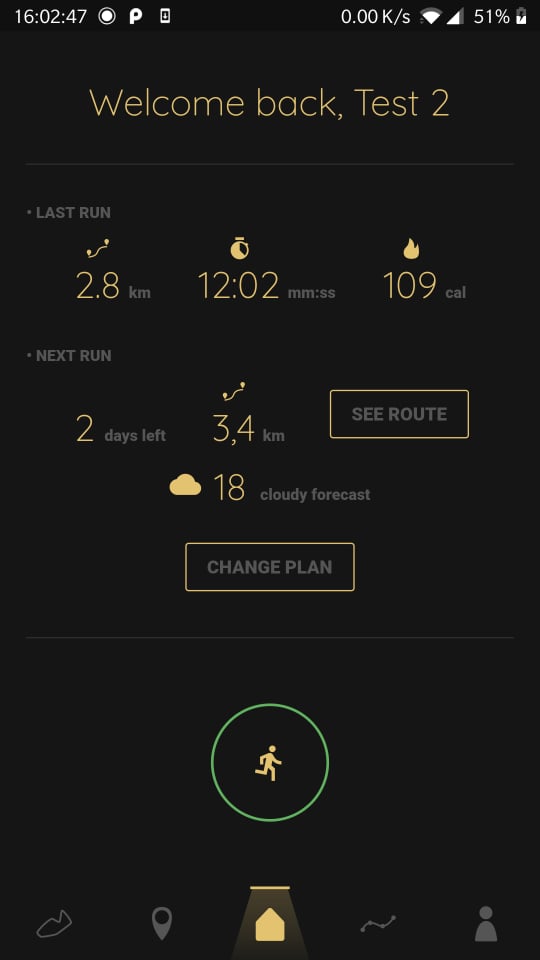 16:02:47 0.00 K/s 51%
Welcome back, Test 2
• LAST RUN
2.8 km 12:02 mm:ss 109 cal
• NEXT RUN
2 days left 3,4 km SEE ROUTE
18 cloudy forecast
CHANGE PLAN